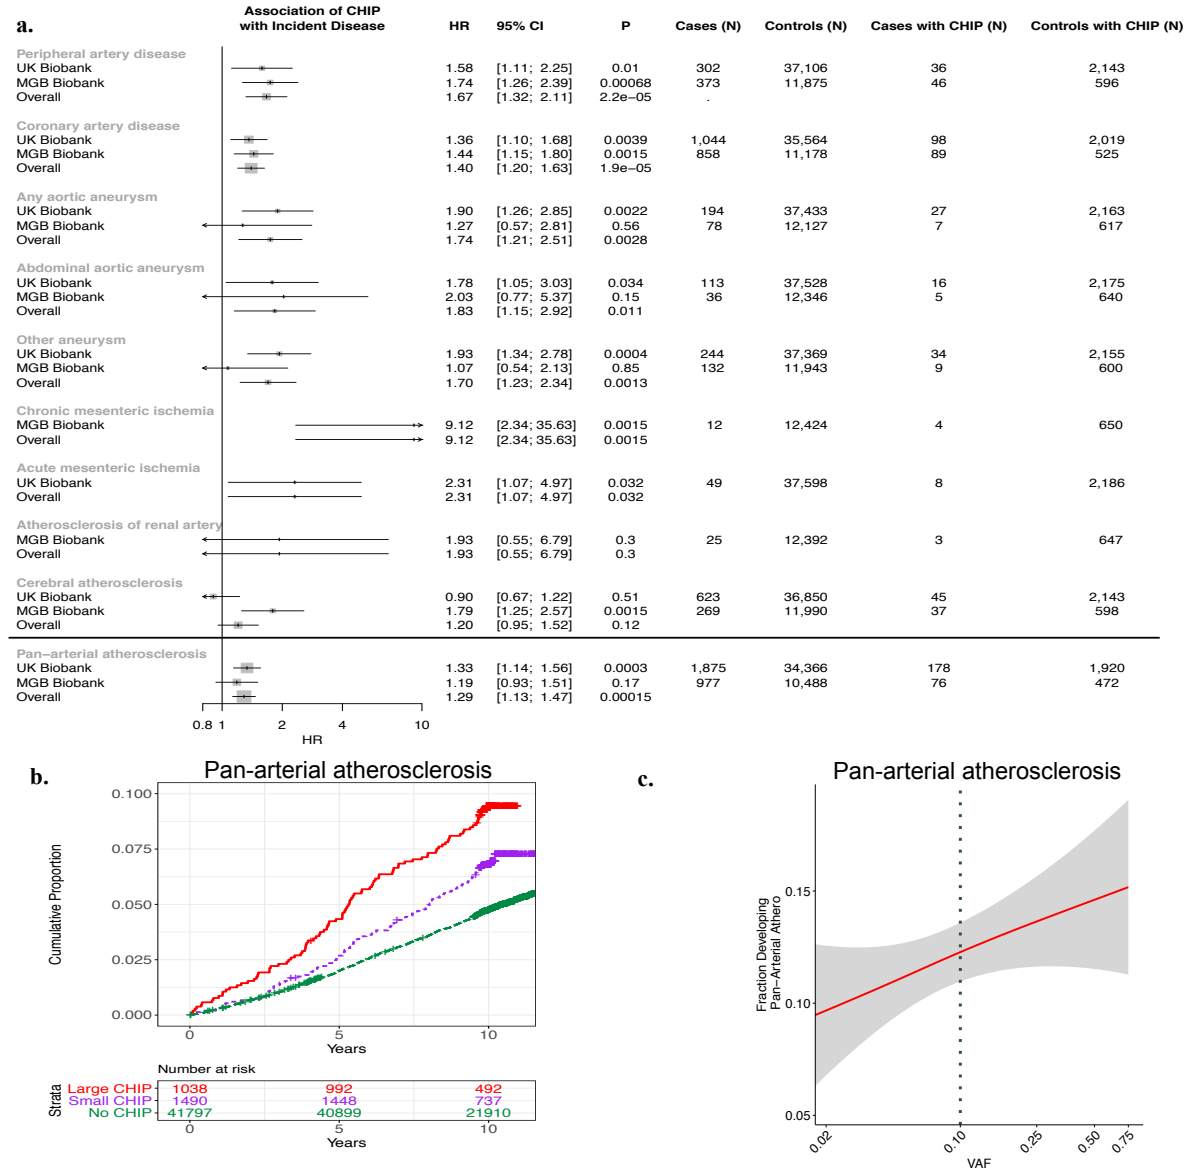 a.
Association of CHIP
with Incident Disease HR 95% CI P Cases (N) Controls (N) Cases with CHIP (N) Controls with CHIP (N)
Peripheral artery disease
UK Biobank 1.58 [1.11; 2.25] 0.01 302 37,106 36 2,143
MGB Biobank 1.74 [1.26; 2.39] 0.00068 373 11,875 46 596
Overall 1.67 [1.32; 2.11] 2.2e−05 .
Coronary artery disease
UK Biobank 1.36 [1.10; 1.68] 0.0039 1,044 35,564 98 2,019
MGB Biobank 1.44 [1.15; 1.80] 0.0015 858 11,178 89 525
Overall 1.40 [1.20; 1.63] 1.9e−05
Any aortic aneurysm
UK Biobank 1.90 [1.26; 2.85] 0.0022 194 37,433 27 2,163
MGB Biobank 1.27 [0.57; 2.81] 0.56 78 12,127 7 617
Overall 1.74 [1.21; 2.51] 0.0028
Abdominal aortic aneurysm
UK Biobank 1.78 [1.05; 3.03] 0.034 113 37,528 16 2,175
MGB Biobank 2.03 [0.77; 5.37] 0.15 36 12,346 5 640
Overall 1.83 [1.15; 2.92] 0.011
Other aneurysm
UK Biobank 1.93 [1.34; 2.78] 0.0004 244 37,369 34 2,155
MGB Biobank 1.07 [0.54; 2.13] 0.85 132 11,943 9 600
Overall 1.70 [1.23; 2.34] 0.0013
Chronic mesenteric ischemia
MGB Biobank 9.12 [2.34; 35.63] 0.0015 12 12,424 4 650
Overall 9.12 [2.34; 35.63] 0.0015
Acute mesenteric ischemia
UK Biobank 2.31 [1.07; 4.97] 0.032 49 37,598 8 2,186
Overall 2.31 [1.07; 4.97] 0.032
Atherosclerosis of renal artery
MGB Biobank 1.93 [0.55; 6.79] 0.3 25 12,392 3 647
Overall 1.93 [0.55; 6.79] 0.3
Cerebral atherosclerosis
UK Biobank 0.90 [0.67; 1.22] 0.51 623 36,850 45 2,143
MGB Biobank 1.79 [1.25; 2.57] 0.0015 269 11,990 37 598
Overall 1.20 [0.95; 1.52] 0.12
Pan−arterial atherosclerosis
UK Biobank 1.33 [1.14; 1.56] 0.0003 1,875 34,366 178 1,920
MGB Biobank 1.19 [0.93; 1.51] 0.17 977 10,488 76 472
Overall 1.29 [1.13; 1.47] 0.00015
0.8 1 2 4 10
HR
b.
Pan-arterial atherosclerosis
Cumulative Proportion
0.100
0.075
0.050
0.025
0.000
0 5 10
Years
Number at risk
Strata
Large CHIP 1038 992 492
Small CHIP 1490 1448 737
No CHIP 41797 40899 21910
0 5 10
Years
c.
Pan-arterial atherosclerosis
Fraction Developing
Pan−Arterial Athero
0.15
0.10
0.05
0.02 0.10 0.25 0.50 0.75
VAF